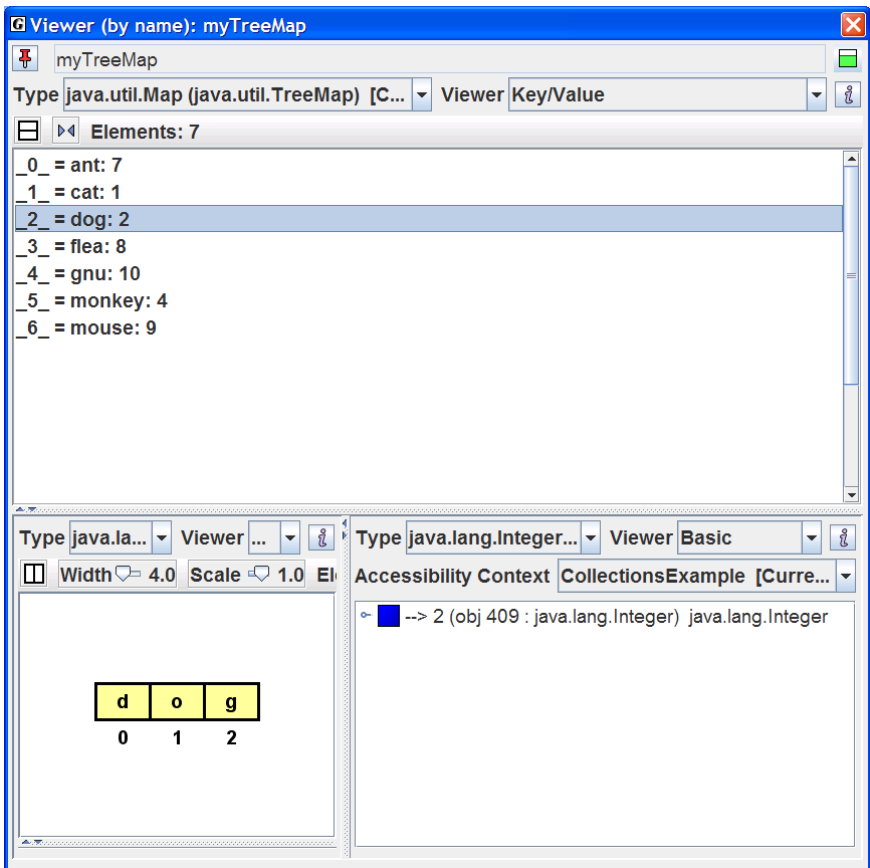 G Viewer (by name): myTreeMap
myTreeMap
Type java.util.Map (java.util.TreeMap) [C... Viewer Key/Value i
Elements: 7
_0_ = ant: 7
_1_ = cat: 1
_2_ = dog: 2
_3_ = flea: 8
_4_ = gnu: 10
_5_ = monkey: 4
_6_ = mouse: 9
Type java.la... Viewer ... i
Width 4.0 Scale 1.0 El
d o g
0 1 2
Type java.lang.Integer... Viewer Basic i
Accessibility Context CollectionsExample [Curre...
--> 2 (obj 409 : java.lang.Integer) java.lang.Integer